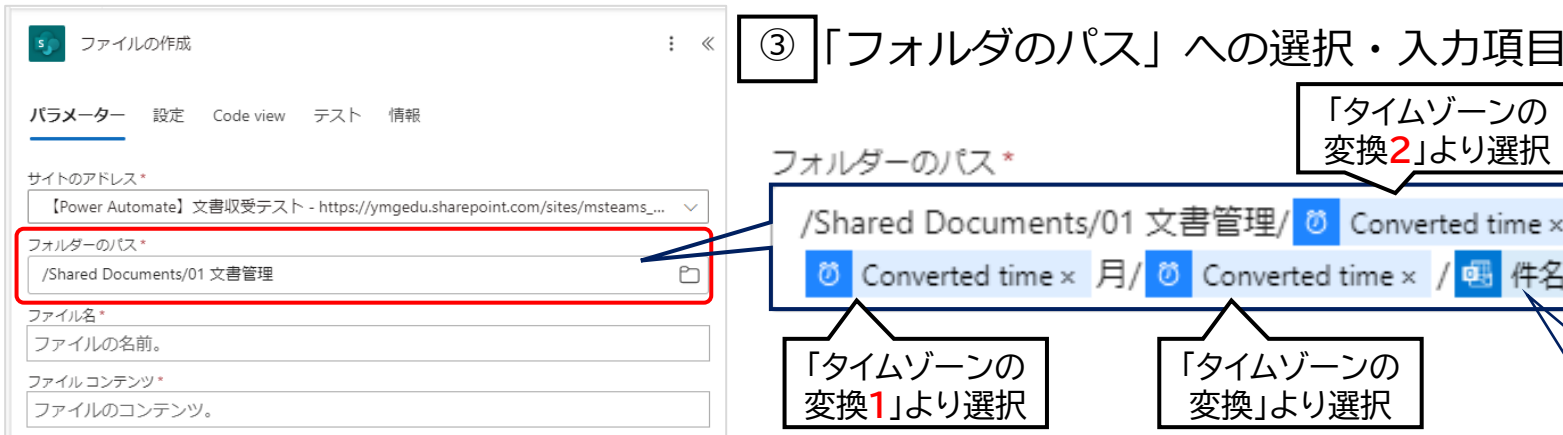 ファイルの作成
パラメーター 設定 Code view テスト 情報
サイトのアドレス*
【Power Automate】文書収受テスト - https://ymgedu.sharepoint.com/sites/msteams_...
フォルダーのパス*
/Shared Documents/01 文書管理
ファイル名*
ファイルの名前。
ファイル コンテンツ*
ファイルのコンテンツ。
③「フォルダのパス」への選択・入力項目
「タイムゾーンの
変換2」より選択
フォルダーのパス*
/Shared Documents/01 文書管理/ Converted time ×
Converted time × 月/ Converted time × / 件名
「タイムゾーンの
変換1」より選択
「タイムゾーンの
変換」より選択